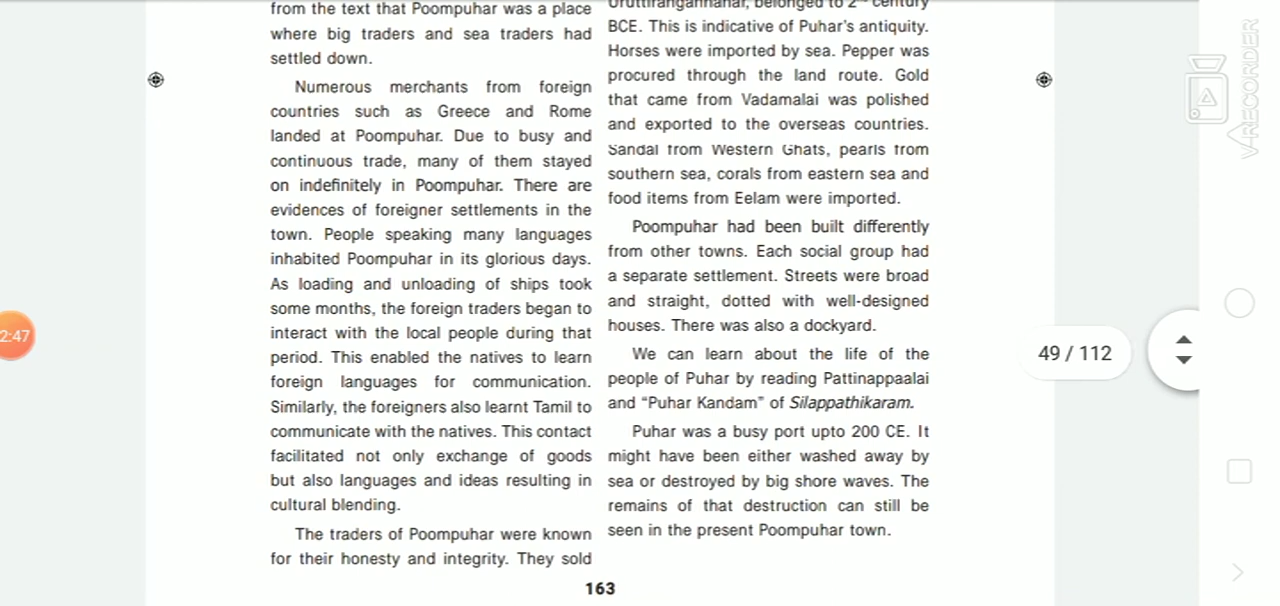 from the text that Poompuhar was a place
where big traders and sea traders had
settled down.
Numerous merchants from foreign
countries such as Greece and Rome
landed at Poompuhar. Due to busy and
continuous trade, many of them stayed
on indefinitely in Poompuhar. There are
evidences of foreigner settlements in the
town. People speaking many languages
inhabited Poompuhar in its glorious days.
As loading and unloading of ships took
some months, the foreign traders began to
interact with the local people during that
period. This enabled the natives to learn
foreign languages for communication.
Similarly, the foreigners also learnt Tamil to
communicate with the natives. This contact
facilitated not only exchange of goods
but also languages and ideas resulting in
cultural blending.
The traders of Poompuhar were known
for their honesty and integrity. They sold
belonged to 2nd century
BCE. This is indicative of Puhar's antiquity.
Horses were imported by sea. Pepper was
procured through the land route. Gold
that came from Vadamalai was polished
and exported to the overseas countries.
Sandal from Western Ghats, pearls from
southern sea, corals from eastern sea and
food items from Eelam were imported.
Poompuhar had been built differently
from other towns. Each social group had
a separate settlement. Streets were broad
and straight, dotted with well-designed
houses. There was also a dockyard.
We can learn about the life of the
people of Puhar by reading Pattinappaalai
and “Puhar Kandam” of Silappathikaram.
Puhar was a busy port upto 200 CE. It
might have been either washed away by
sea or destroyed by big shore waves. The
remains of that destruction can still be
seen in the present Poompuhar town.
163
2:47
49 / 112
V-RECORDER